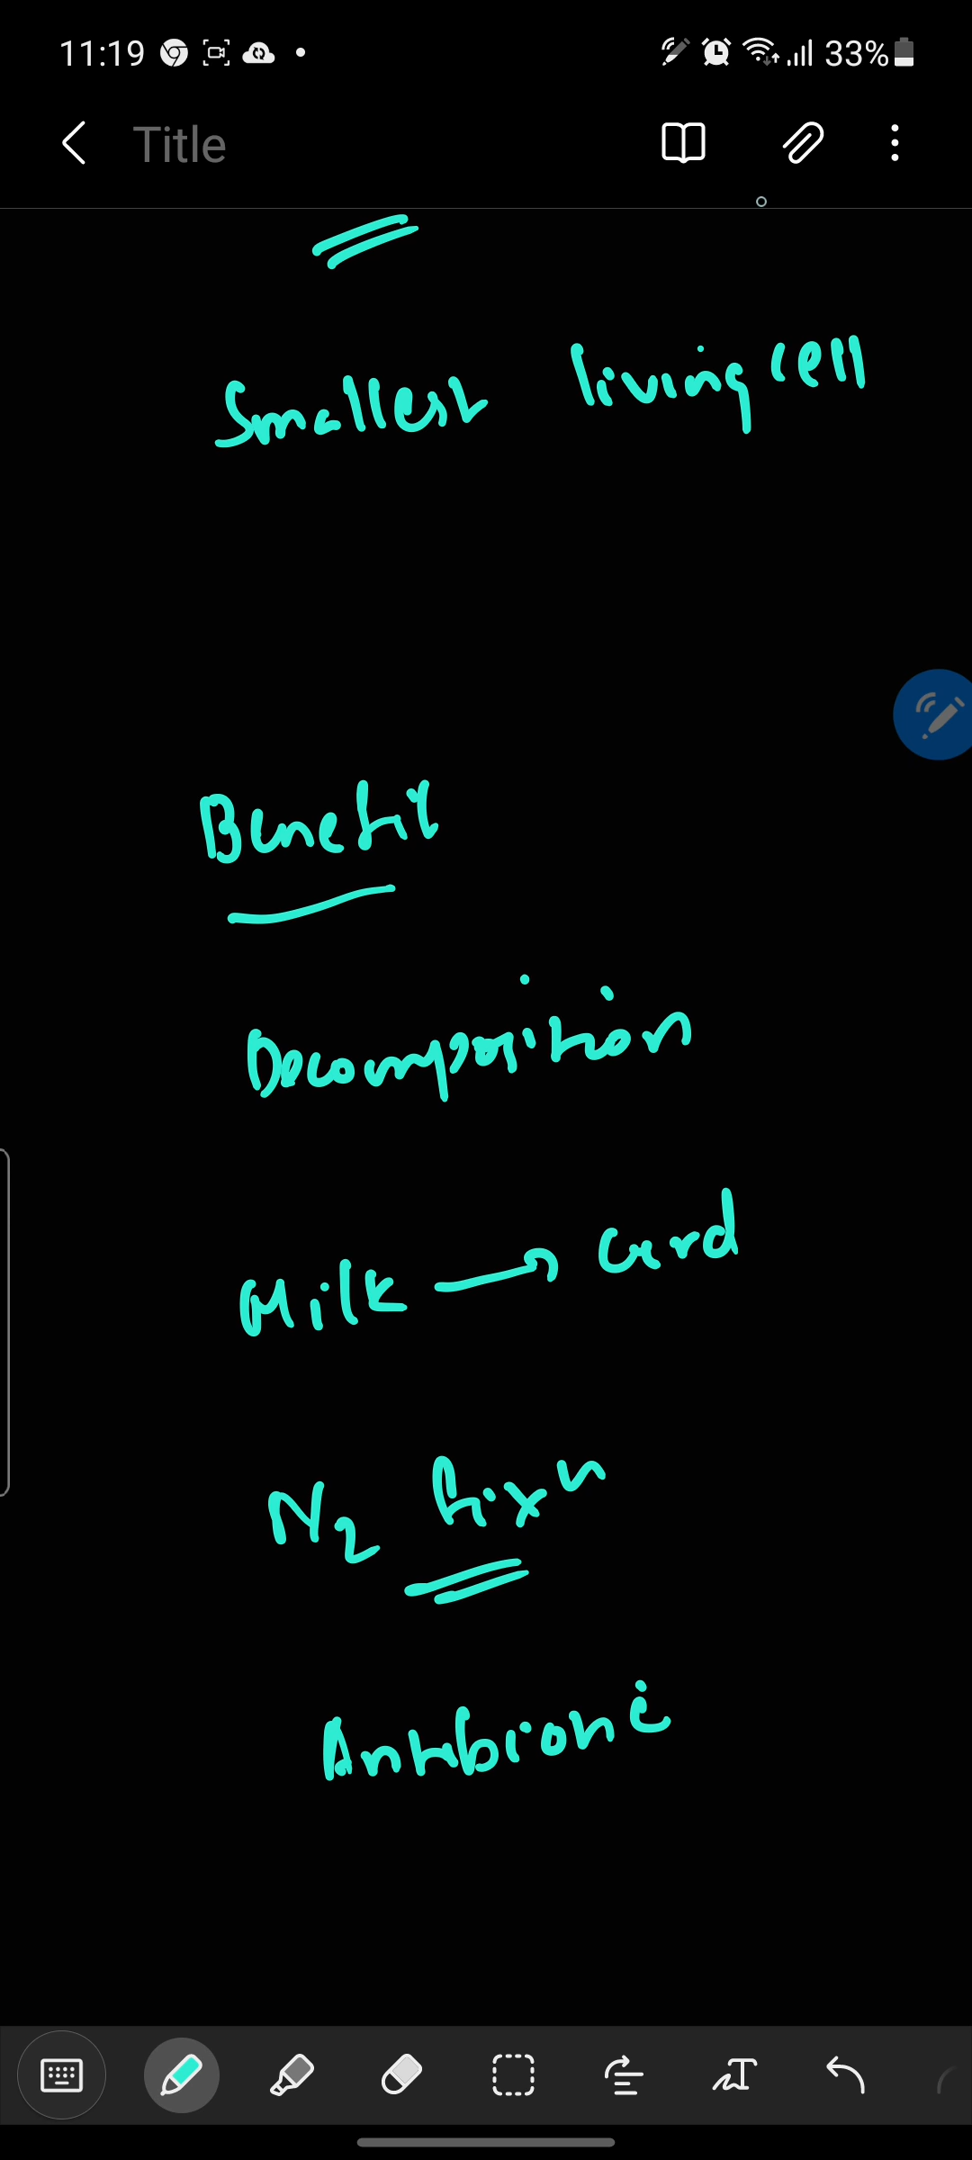 11:19 33%
Title
Smallest living cell
Benefit
Decomposition
Milk → Curd
N2 fixn
Antibiotic